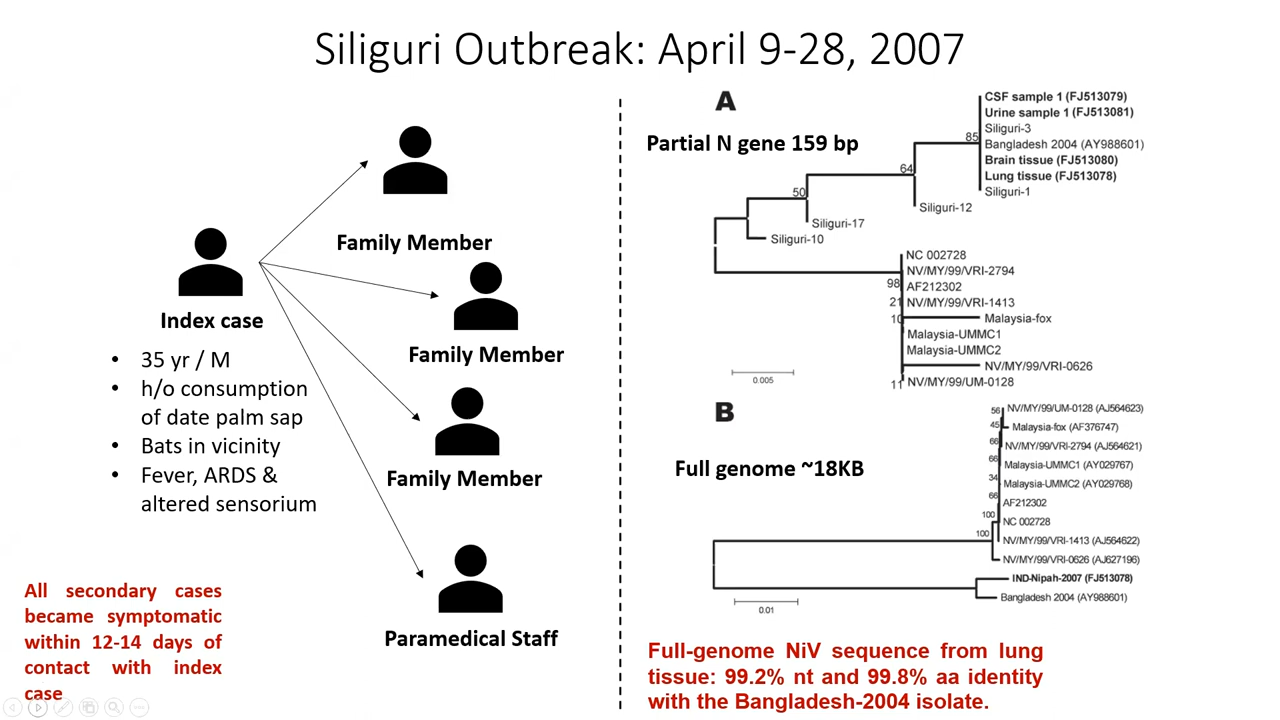 Siliguri Outbreak: April 9-28, 2007
Family Member
Index case
Family Member
• 35 yr / M
• h/o consumption
of date palm sap
• Bats in vicinity
• Fever, ARDS &
altered sensorium
Family Member
Paramedical Staff
All secondary cases
became symptomatic
within 12-14 days of
contact with index
case
A
Partial N gene 159 bp
CSF sample 1 (FJ513079)
Urine sample 1 (FJ513081)
Siliguri-3
85
Bangladesh 2004 (AY988601)
Brain tissue (FJ513080)
64
Lung tissue (FJ513078)
50
Siliguri-1
Siliguri-12
Siliguri-17
Siliguri-10
NC 002728
NV/MY/99/VRI-2794
98
AF212302
21
NV/MY/99/VRI-1413
10
Malaysia-fox
Malaysia-UMMC1
Malaysia-UMMC2
NV/MY/99/VRI-0626
11
NV/MY/99/UM-0128
0.005
B
Full genome ~18KB
56
NV/MY/99/UM-0128 (AJ564623)
45
Malaysia-fox (AF376747)
66
NV/MY/99/VRI-2794 (AJ564621)
66
Malaysia-UMMC1 (AY029767)
34
Malaysia-UMMC2 (AY029768)
66
AF212302
100
NC 002728
100
NV/MY/99/VRI-1413 (AJ564622)
NV/MY/99/VRI-0626 (AJ627196)
IND-Nipah-2007 (FJ513078)
Bangladesh 2004 (AY988601)
0.01
Full-genome NiV sequence from lung
tissue: 99.2% nt and 99.8% aa identity
with the Bangladesh-2004 isolate.